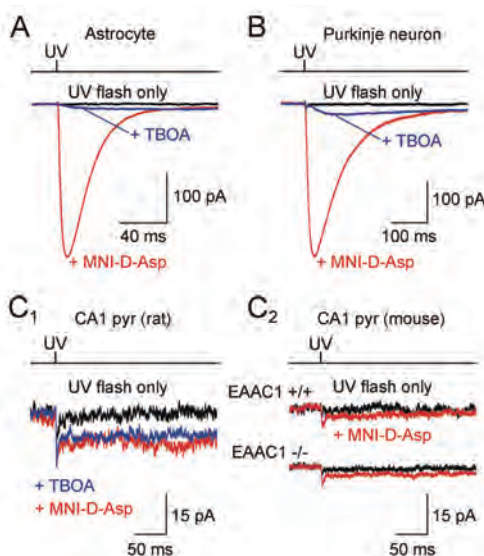 A
Astrocyte
UV
UV flash only
+ TBOA
100 pA
40 ms
+ MNI-D-Asp
B
Purkinje neuron
UV
UV flash only
+ TBOA
100 pA
100 ms
+ MNI-D-Asp
C1
CA1 pyr (rat)
UV
UV flash only
+ TBOA
+ MNI-D-Asp
15 pA
50 ms
C2
CA1 pyr (mouse)
UV
UV flash only
EAAC1 +/+
+ MNI-D-Asp
EAAC1 -/-
15 pA
50 ms